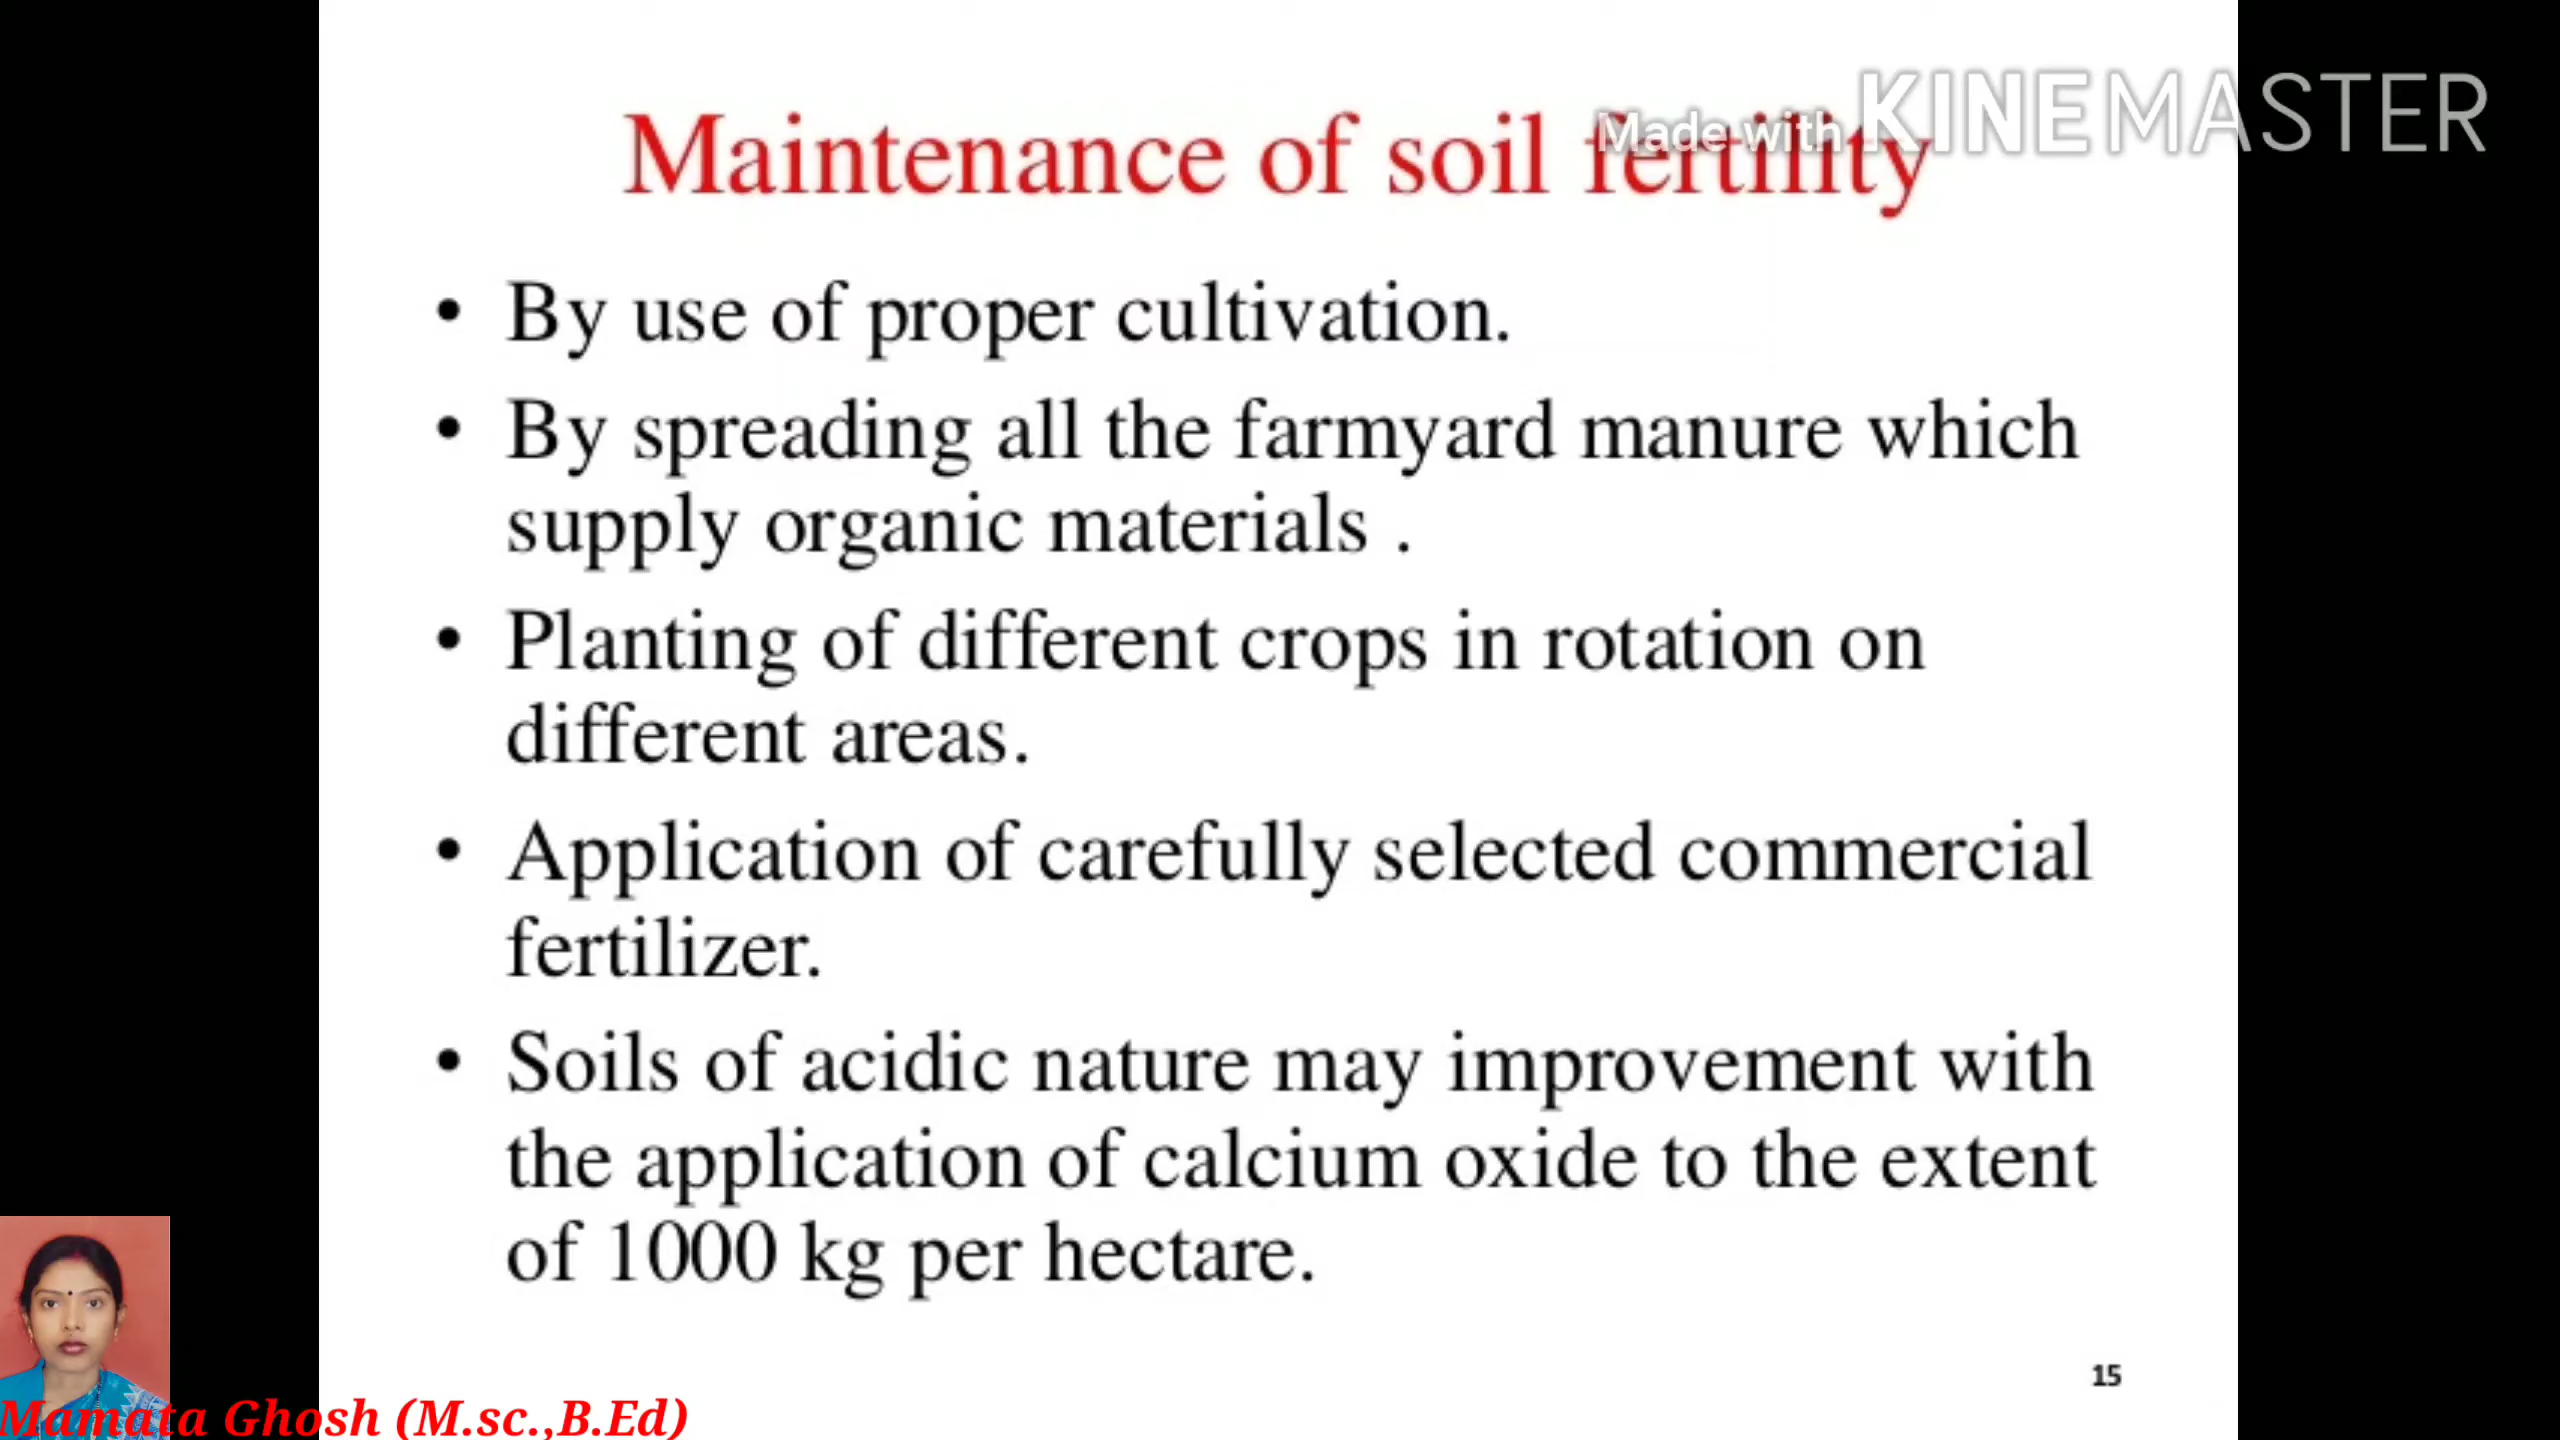 Made with KINEMASTER
Maintenance of soil fertility
• By use of proper cultivation.
• By spreading all the farmyard manure which
supply organic materials .
• Planting of different crops in rotation on
different areas.
• Application of carefully selected commercial
fertilizer.
• Soils of acidic nature may improvement with
the application of calcium oxide to the extent
of 1000 kg per hectare.
15
Mamata Ghosh (M.sc.,B.Ed)